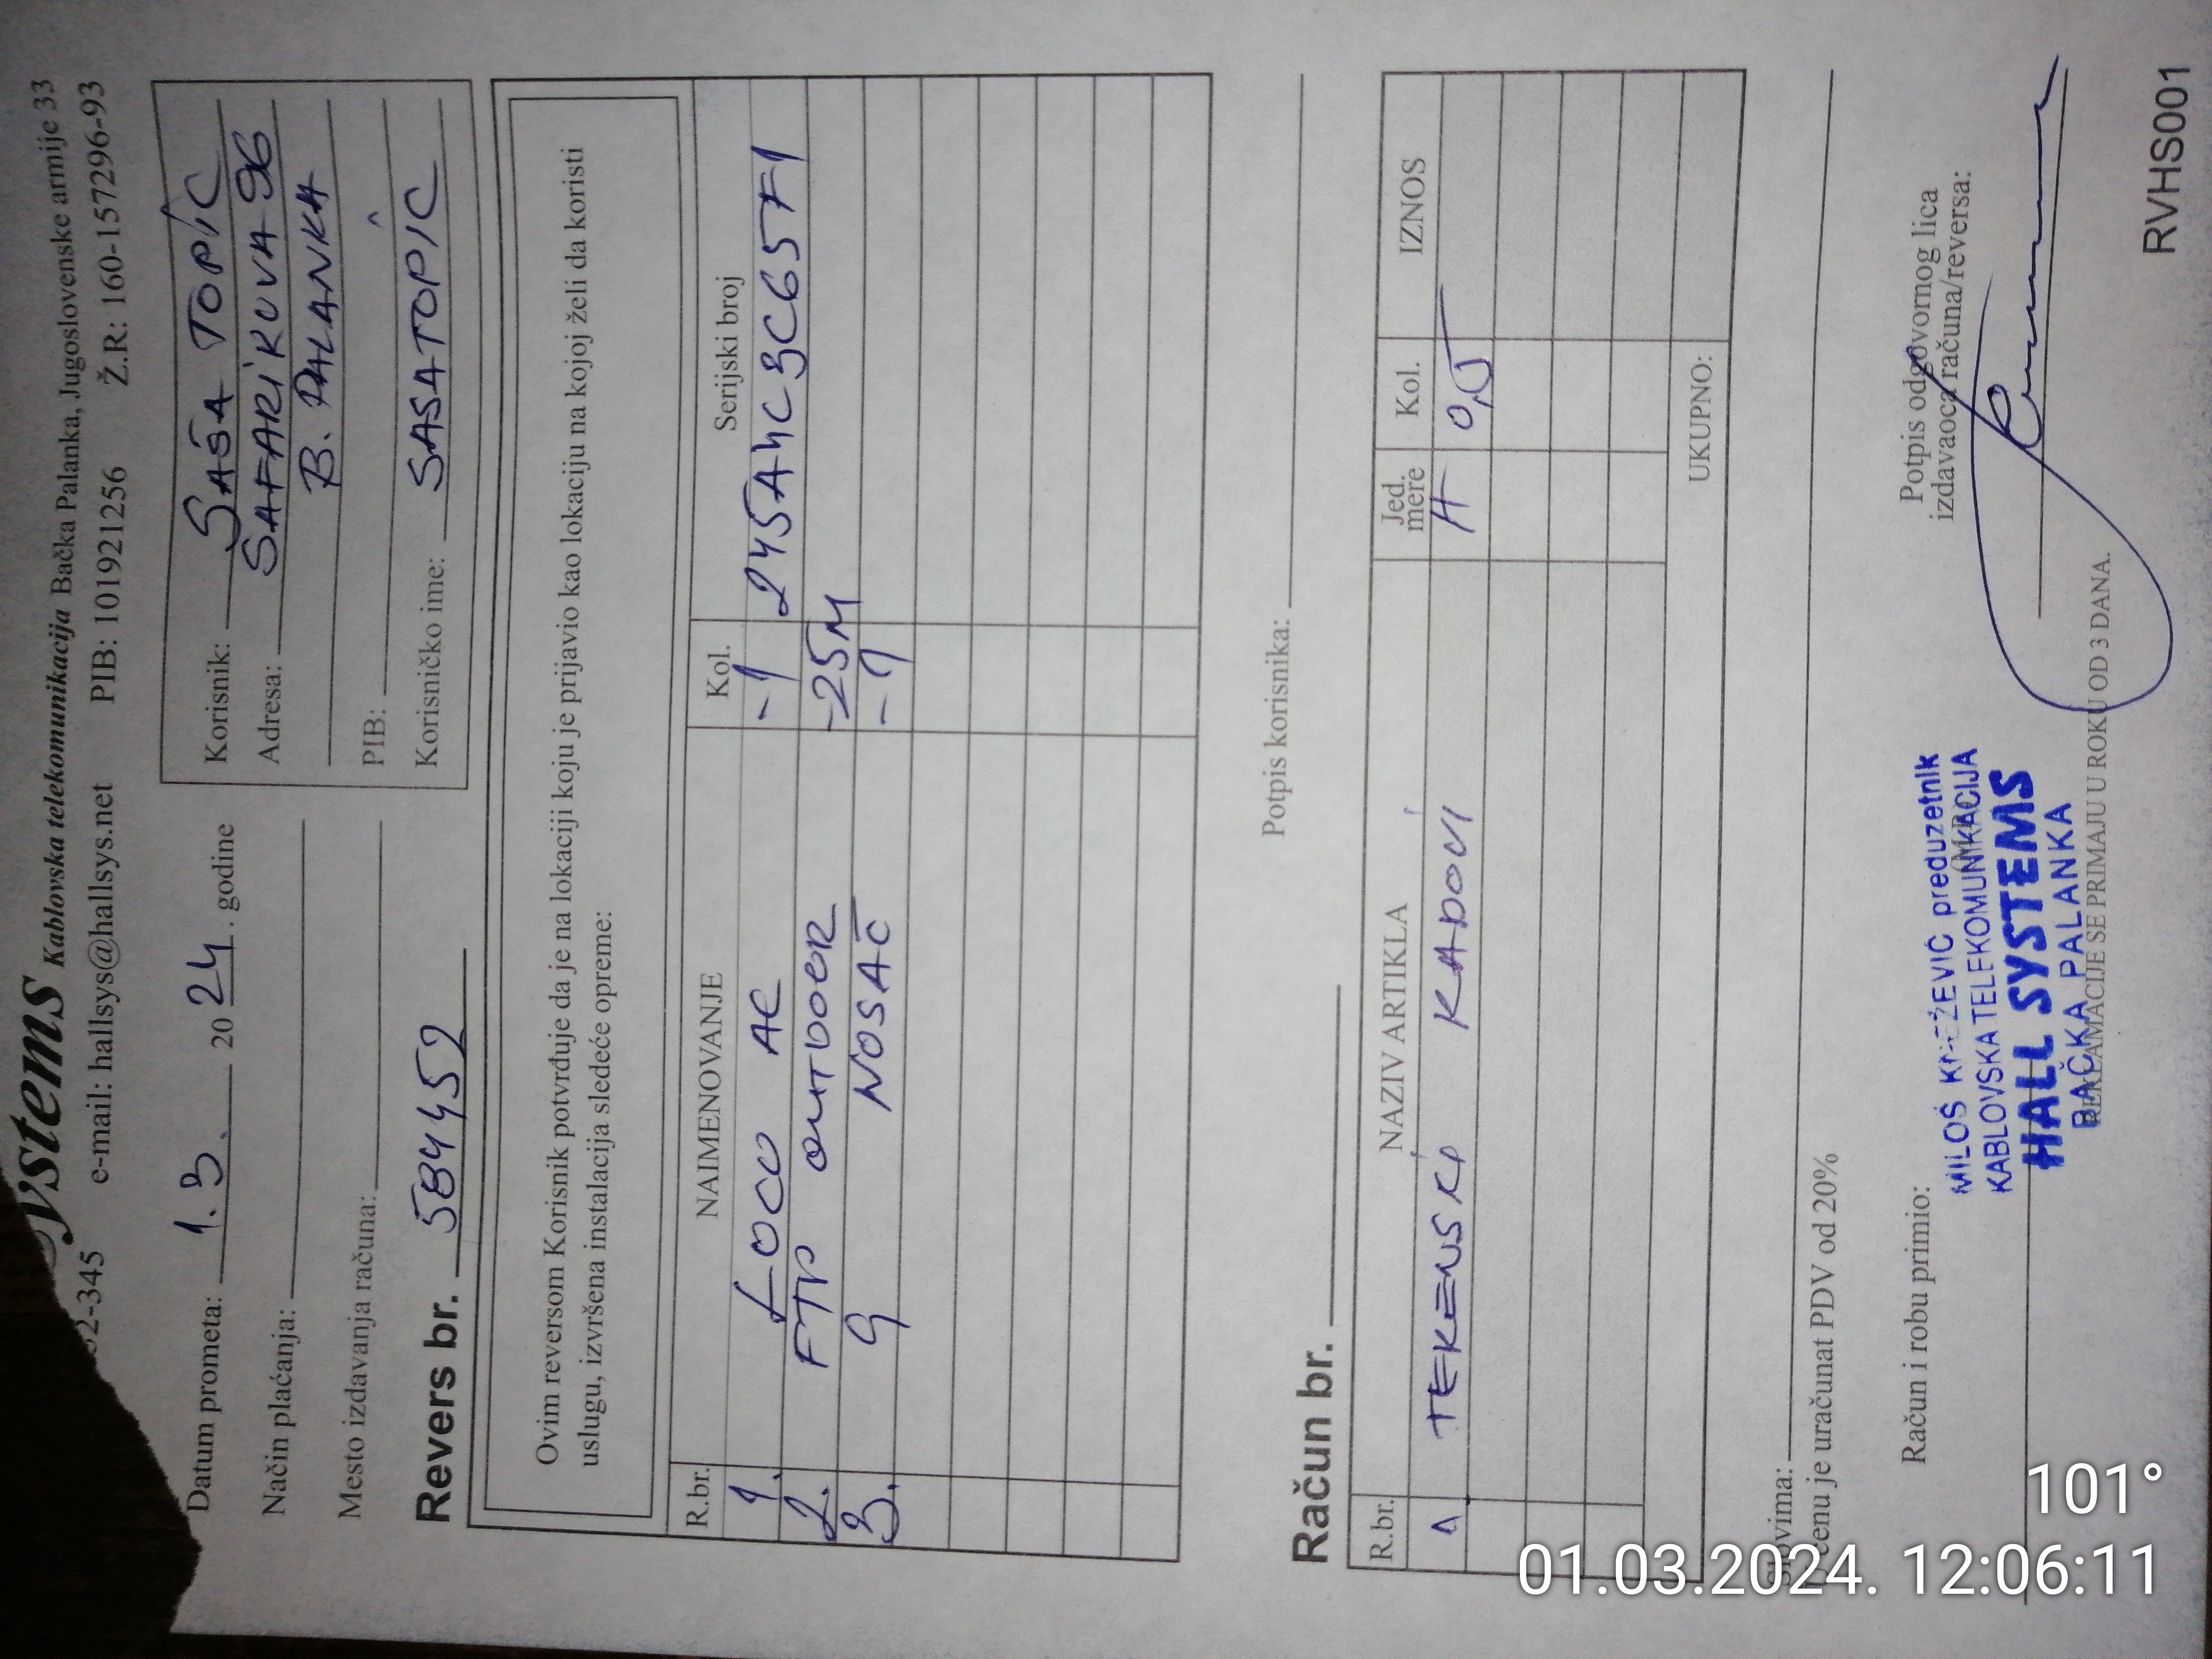 ystems Kablovska telekomunikacija Bačka Palanka, Jugoslovenske armije 33
52-345 e-mail: hallsys@hallsys.net PIB: 101921256 Ž.R: 160-157296-93
Datum prometa: 1.3. 2024. godine
Način plaćanja:
Mesto izdavanja računa:
Revers br. 584452
Korisnik: SAŠA TOPIĆ
Adresa: SAFARIKOVA 96
B. PALANKA
PIB:
Korisničko ime: SASATOPIC
Ovim reversom Korisnik potvrđuje da je na lokaciji koju je prijavio kao lokaciju na kojoj želi da koristi
uslugu, izvršena instalacija sledeće opreme:
R.br. NAIMENOVANJE Kol. Serijski broj
1. LOCO AC -1 245A4C3C65F1
2. FTP OUTDOOR -25M
3. G NOSAČ -1
Potpis korisnika:
Račun br.
R.br. NAZIV ARTIKLA Jed. mere Kol. IZNOS
1 TERENSKI RADOVI H 0,5
UKUPNO:
Slovima:
U cenu je uračunat PDV od 20%
Račun i robu primio:
Potpis odgovornog lica
izdavaoca računa/reversa:
MILOŠ KNEŽEVIĆ preduzetnik
KABLOVSKA TELEKOMUNIKACIJA
HALL SYSTEMS
BAČKA PALANKA
REKLAMACIJE SE PRIMAJU U ROKU OD 3 DANA.
RVHS001
101°
01.03.2024. 12:06:11